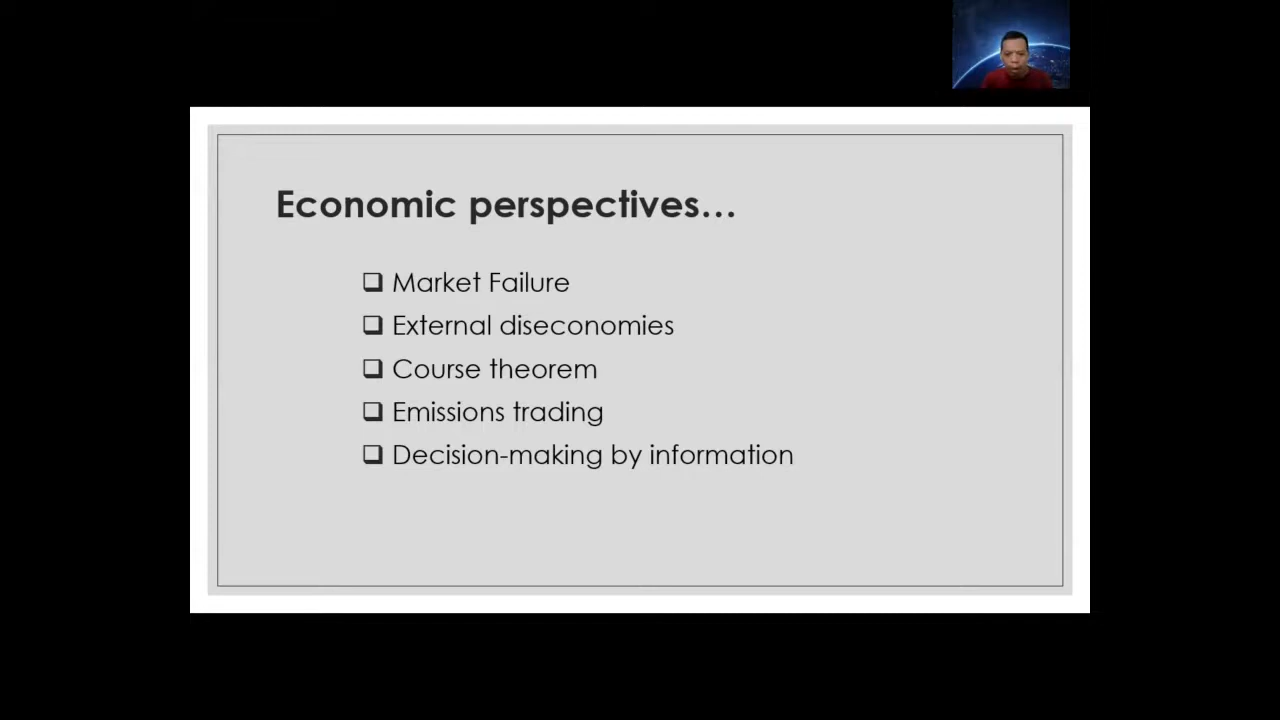 Economic perspectives…
❑ Market Failure
❑ External diseconomies
❑ Course theorem
❑ Emissions trading
❑ Decision-making by information